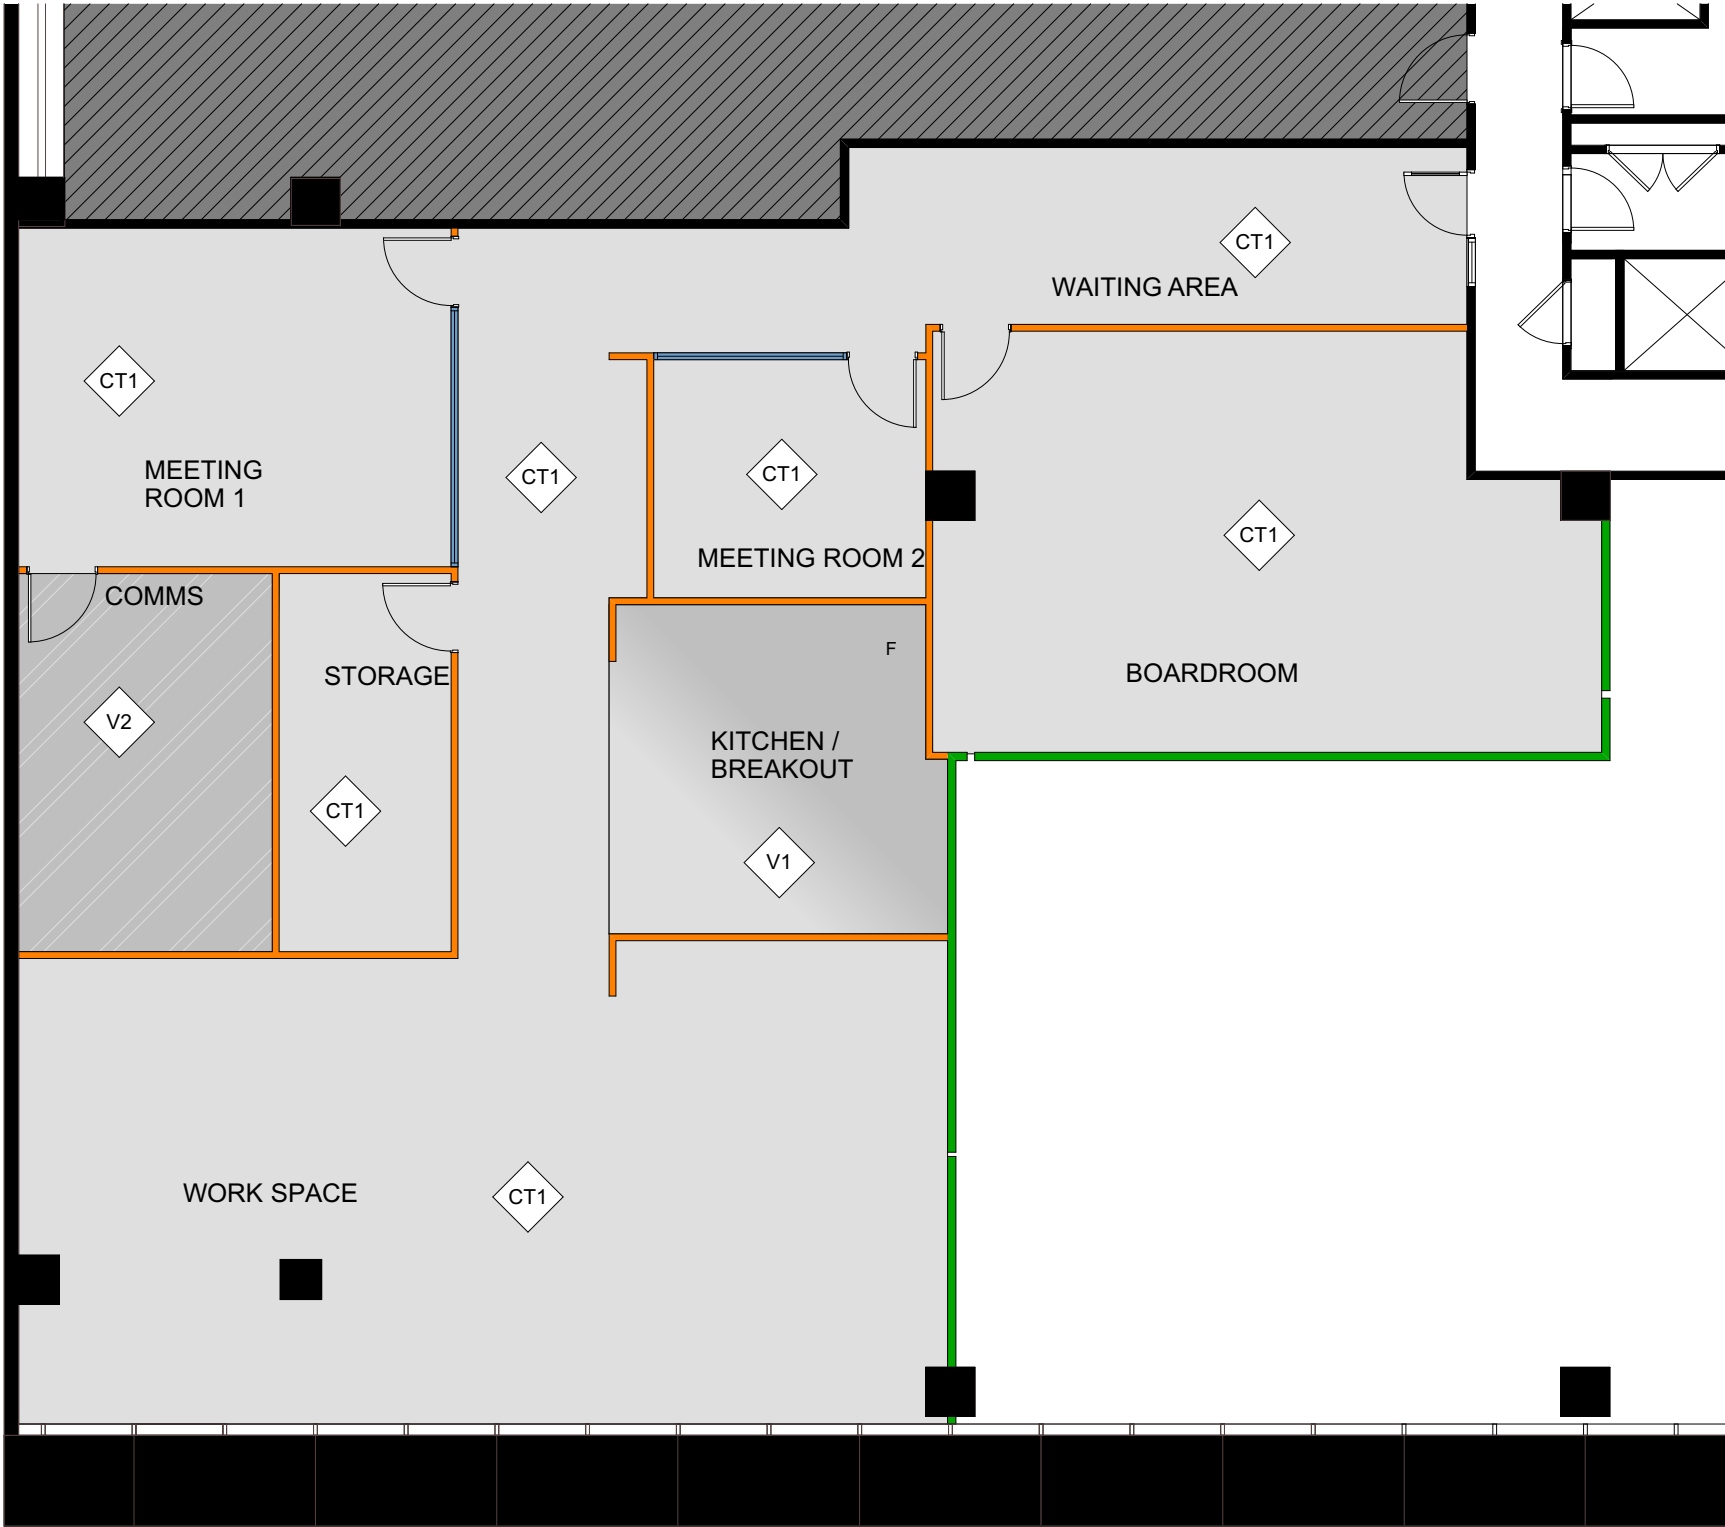 CT1
WAITING AREA
CT1
MEETING
ROOM 1
CT1
CT1
MEETING ROOM 2
CT1
BOARDROOM
COMMS
V2
STORAGE
CT1
F
KITCHEN /
BREAKOUT
V1
WORK SPACE
CT1